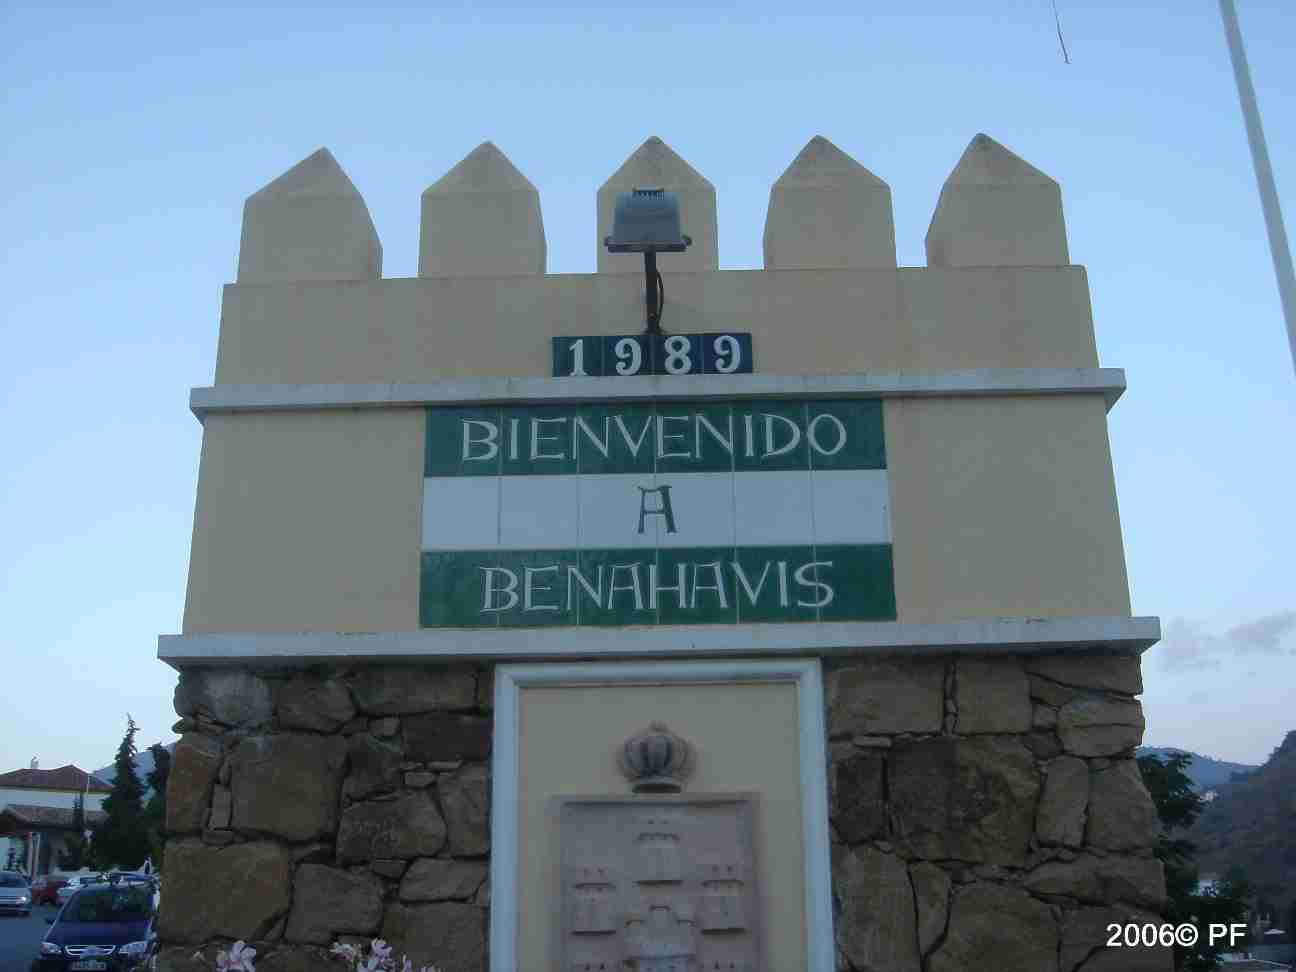 1989
BIENVENIDO
A
BENAHAVIS
2006© PF